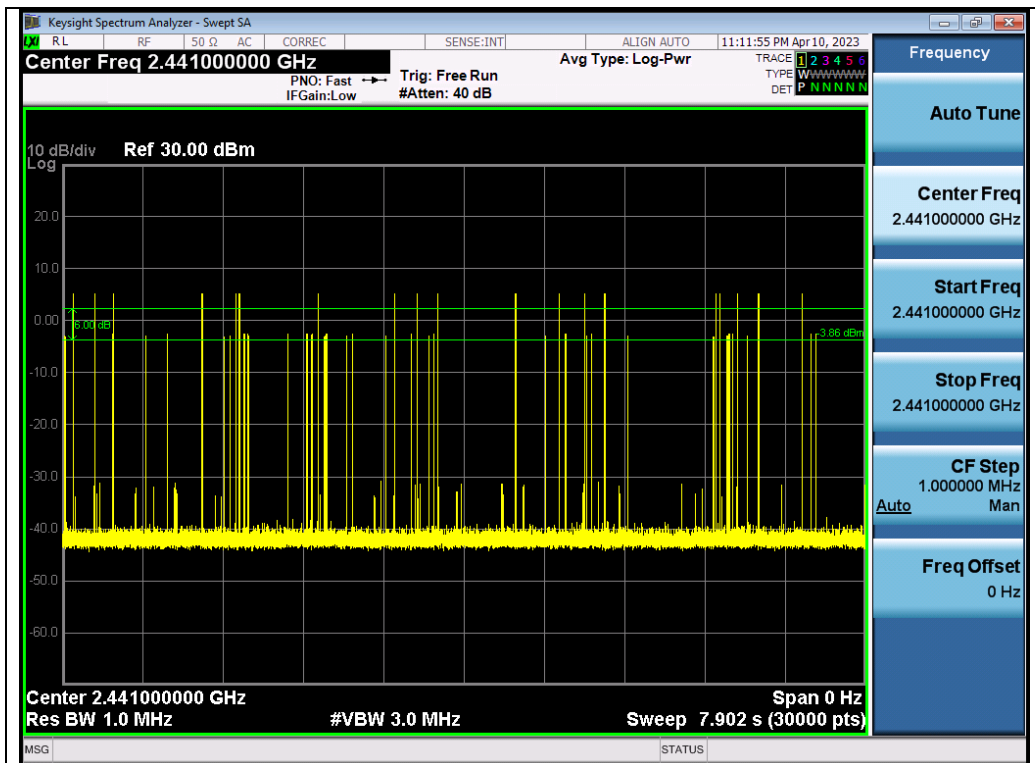 Keysight Spectrum Analyzer - Swept SA
LXI RL RF 50 Ω AC CORREC SENSE:INT ALIGN AUTO 11:11:55 PM Apr 10, 2023
Center Freq 2.441000000 GHz Avg Type: Log-Pwr TRACE 1 2 3 4 5 6
PNO: Fast Trig: Free Run TYPE WWWWWWW
IFGain:Low #Atten: 40 dB DET P N N N N N
10 dB/div Ref 30.00 dBm
Log
20.0
10.0
0.00
6.00 dB
-3.86 dBm
-10.0
-20.0
-30.0
-40.0
-50.0
-60.0
Center 2.441000000 GHz Span 0 Hz
Res BW 1.0 MHz #VBW 3.0 MHz Sweep 7.902 s (30000 pts)
MSG STATUS
Frequency
Auto Tune
Center Freq
2.441000000 GHz
Start Freq
2.441000000 GHz
Stop Freq
2.441000000 GHz
CF Step
1.000000 MHz
Auto Man
Freq Offset
0 Hz